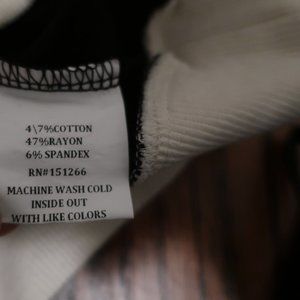 4\7%COTTON
47%RAYON
6% SPANDEX
RN#151266
MACHINE WASH COLD
INSIDE OUT
WITH LIKE COLORS